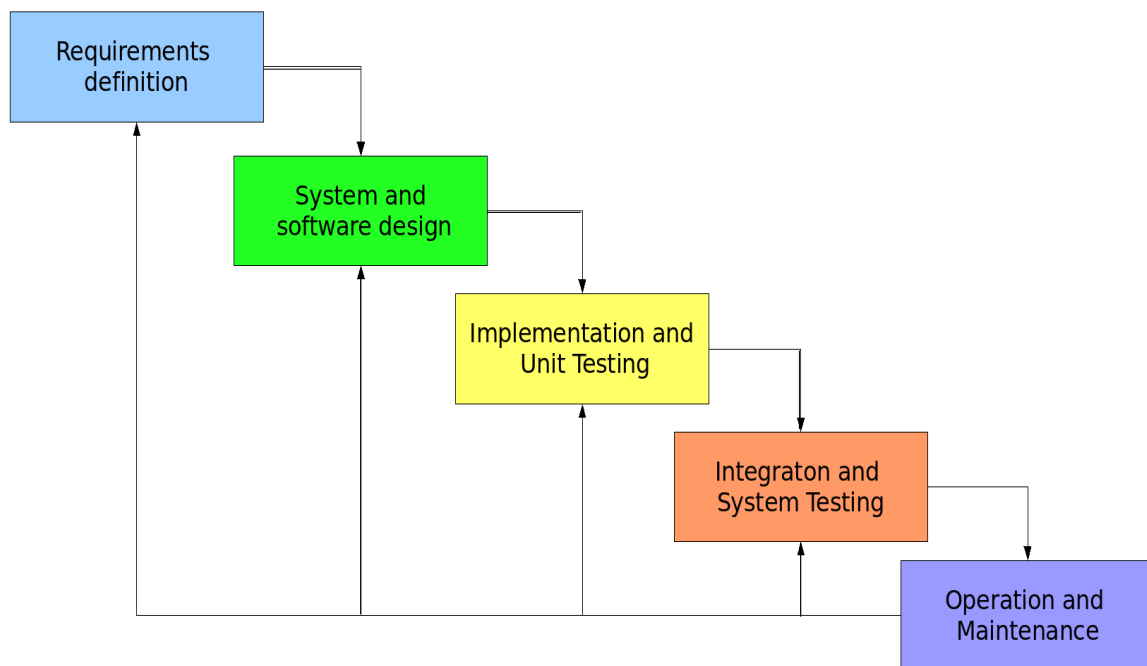 Requirements
definition
System and
software design
Implementation and
Unit Testing
Integraton and
System Testing
Operation and
Maintenance